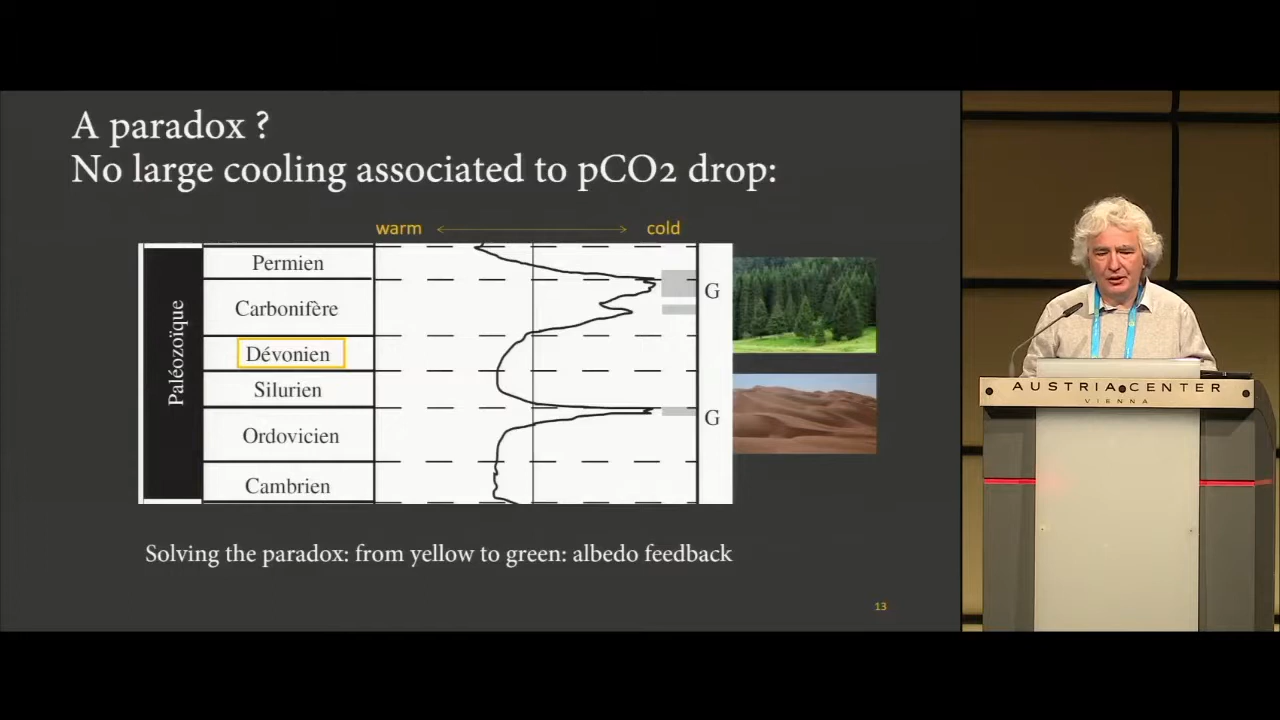 A paradox ?
No large cooling associated to pCO2 drop:
warm
cold
Paléozoïque
Permien
Carbonifère
Dévonien
Silurien
Ordovicien
Cambrien
G
G
Solving the paradox: from yellow to green: albedo feedback
13
AUSTRIA CENTER
VIENNA